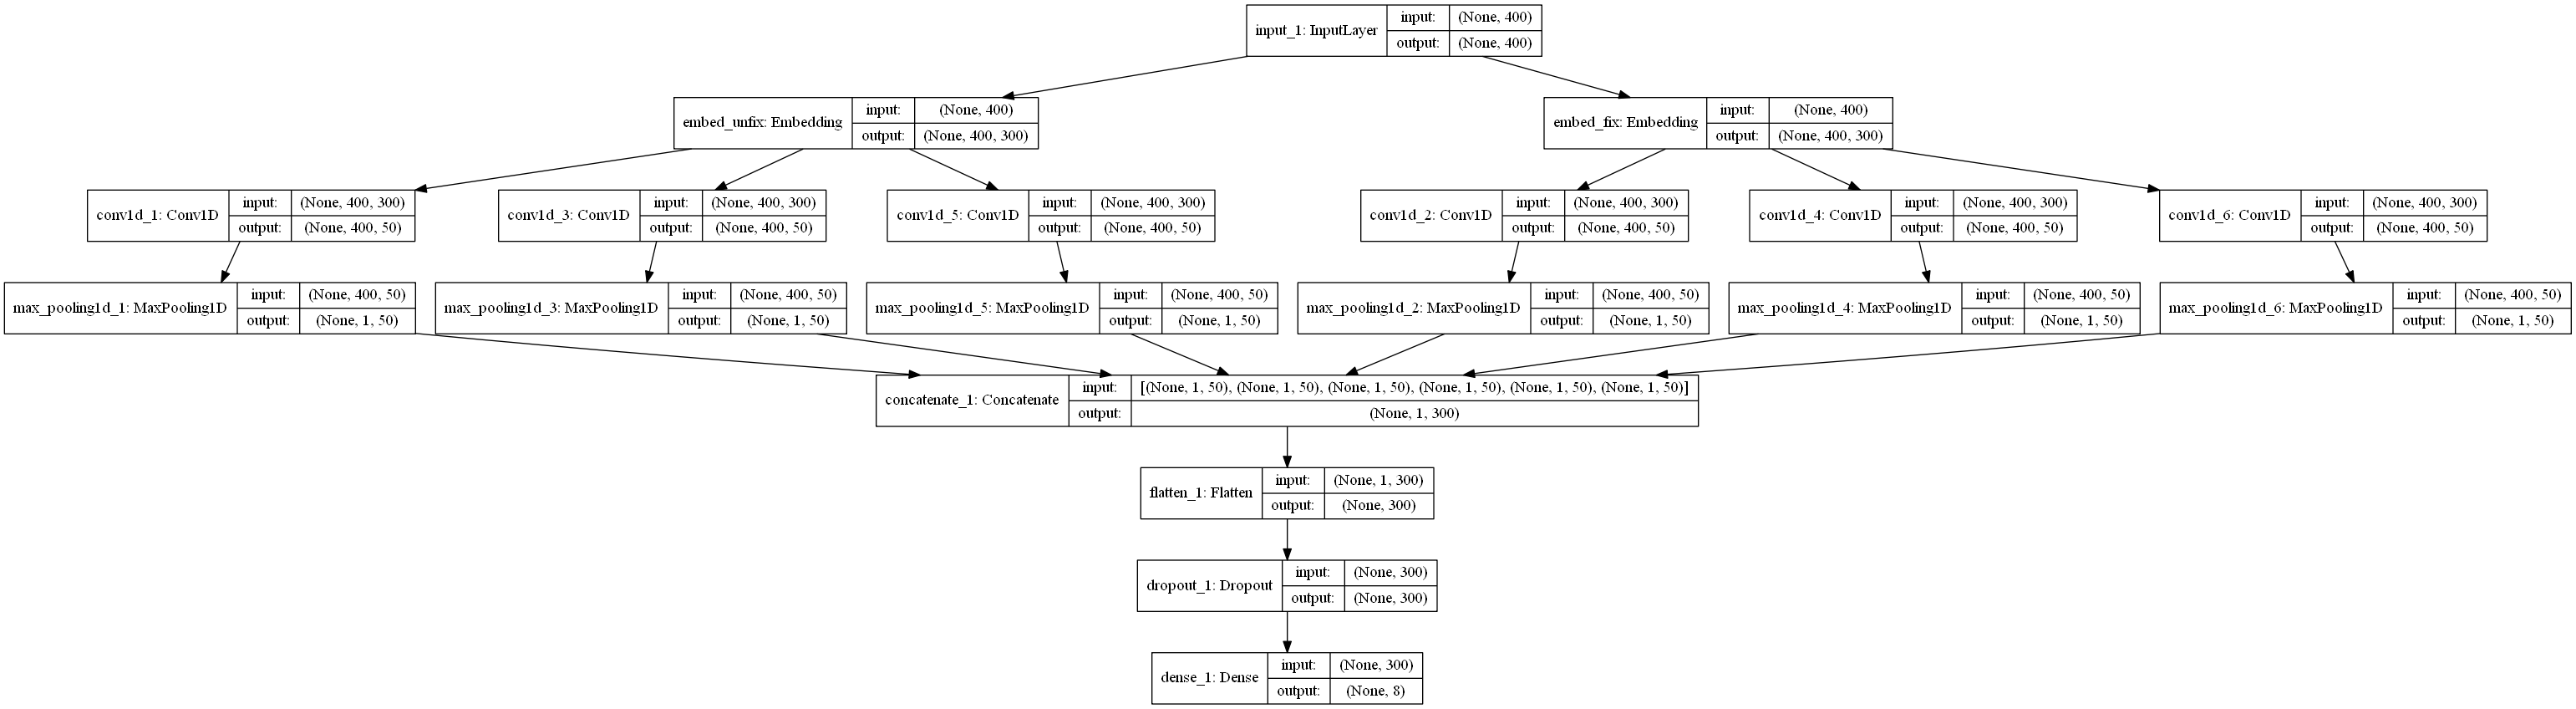 input_1: InputLayer input: (None, 400)
output: (None, 400)
embed_unfix: Embedding input: (None, 400)
output: (None, 400, 300)
embed_fix: Embedding input: (None, 400)
output: (None, 400, 300)
conv1d_1: Conv1D input: (None, 400, 300)
output: (None, 400, 50)
conv1d_3: Conv1D input: (None, 400, 300)
output: (None, 400, 50)
conv1d_5: Conv1D input: (None, 400, 300)
output: (None, 400, 50)
conv1d_2: Conv1D input: (None, 400, 300)
output: (None, 400, 50)
conv1d_4: Conv1D input: (None, 400, 300)
output: (None, 400, 50)
conv1d_6: Conv1D input: (None, 400, 300)
output: (None, 400, 50)
max_pooling1d_1: MaxPooling1D input: (None, 400, 50)
output: (None, 1, 50)
max_pooling1d_3: MaxPooling1D input: (None, 400, 50)
output: (None, 1, 50)
max_pooling1d_5: MaxPooling1D input: (None, 400, 50)
output: (None, 1, 50)
max_pooling1d_2: MaxPooling1D input: (None, 400, 50)
output: (None, 1, 50)
max_pooling1d_4: MaxPooling1D input: (None, 400, 50)
output: (None, 1, 50)
max_pooling1d_6: MaxPooling1D input: (None, 400, 50)
output: (None, 1, 50)
concatenate_1: Concatenate input: [(None, 1, 50), (None, 1, 50), (None, 1, 50), (None, 1, 50), (None, 1, 50), (None, 1, 50)]
output: (None, 1, 300)
flatten_1: Flatten input: (None, 1, 300)
output: (None, 300)
dropout_1: Dropout input: (None, 300)
output: (None, 300)
dense_1: Dense input: (None, 300)
output: (None, 8)